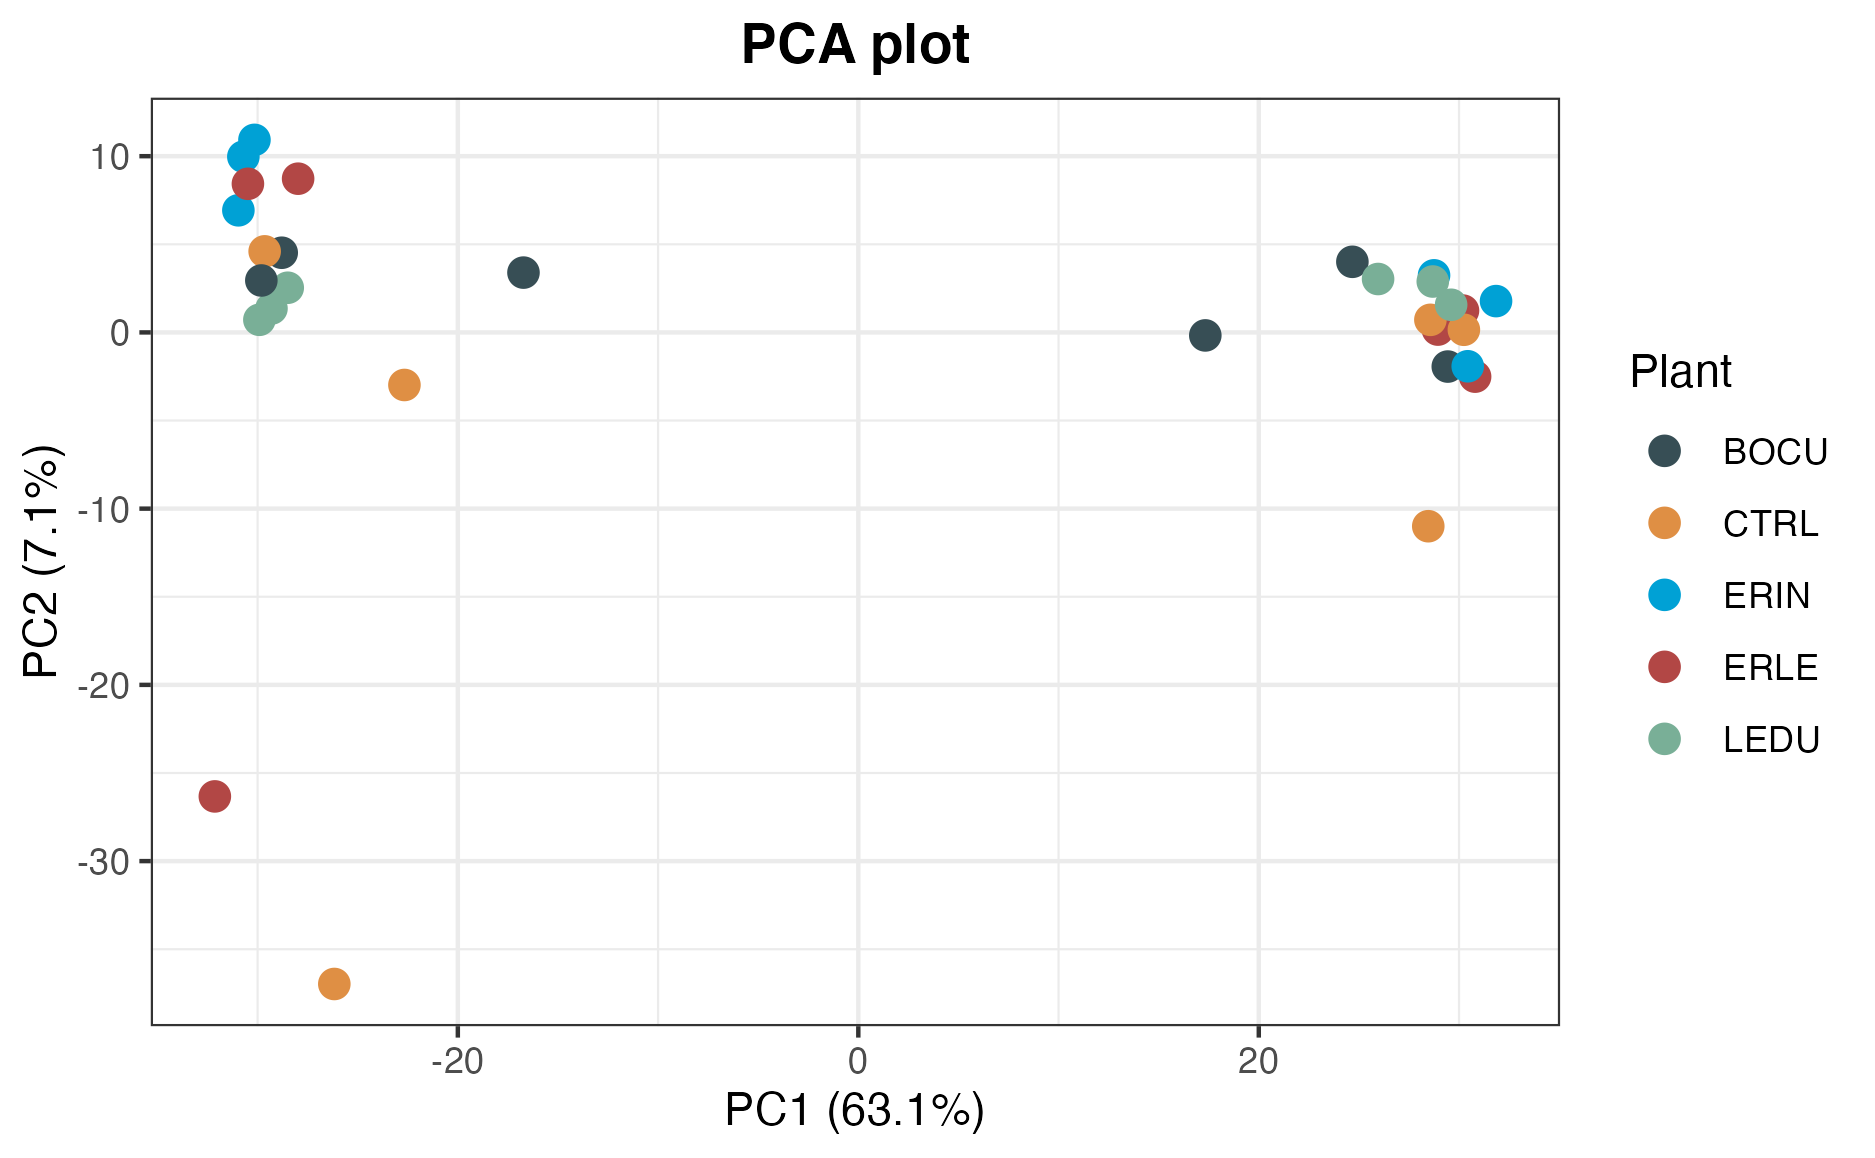 PCA plot
10
0
-10
-20
-30
PC2 (7.1%)
-20
0
20
PC1 (63.1%)
Plant
BOCU
CTRL
ERIN
ERLE
LEDU